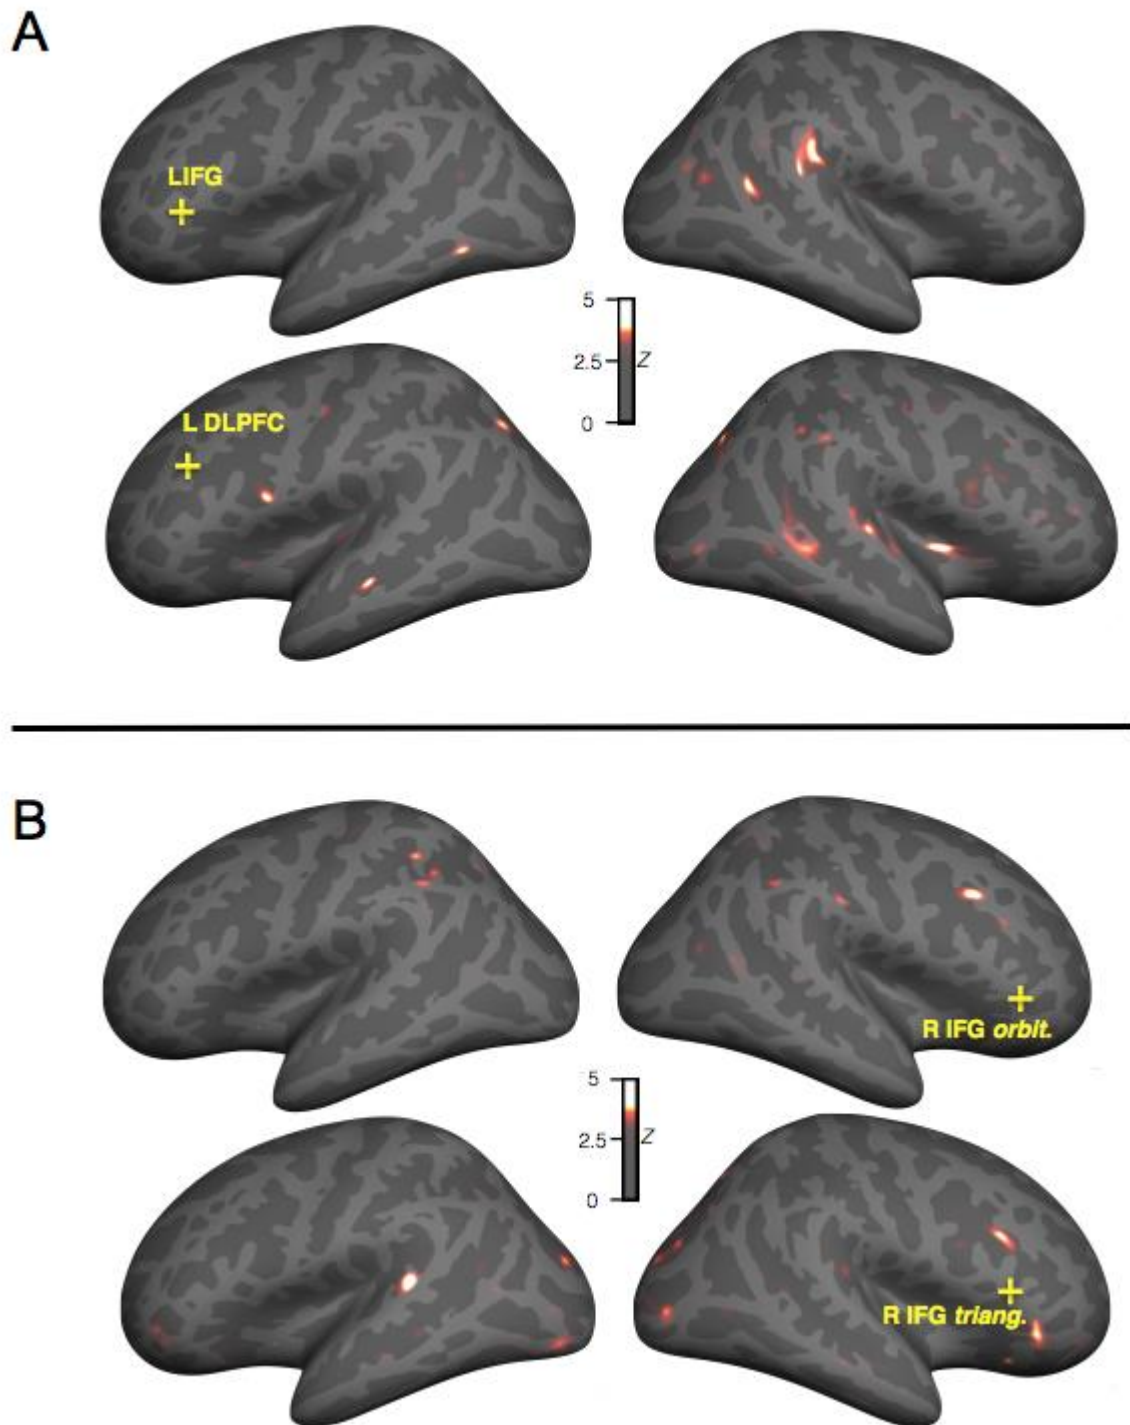 A
LIFG
5
2.5 Z
0
L DLPFC
B
R IFG orbit.
5
2.5 Z
0
R IFG triang.